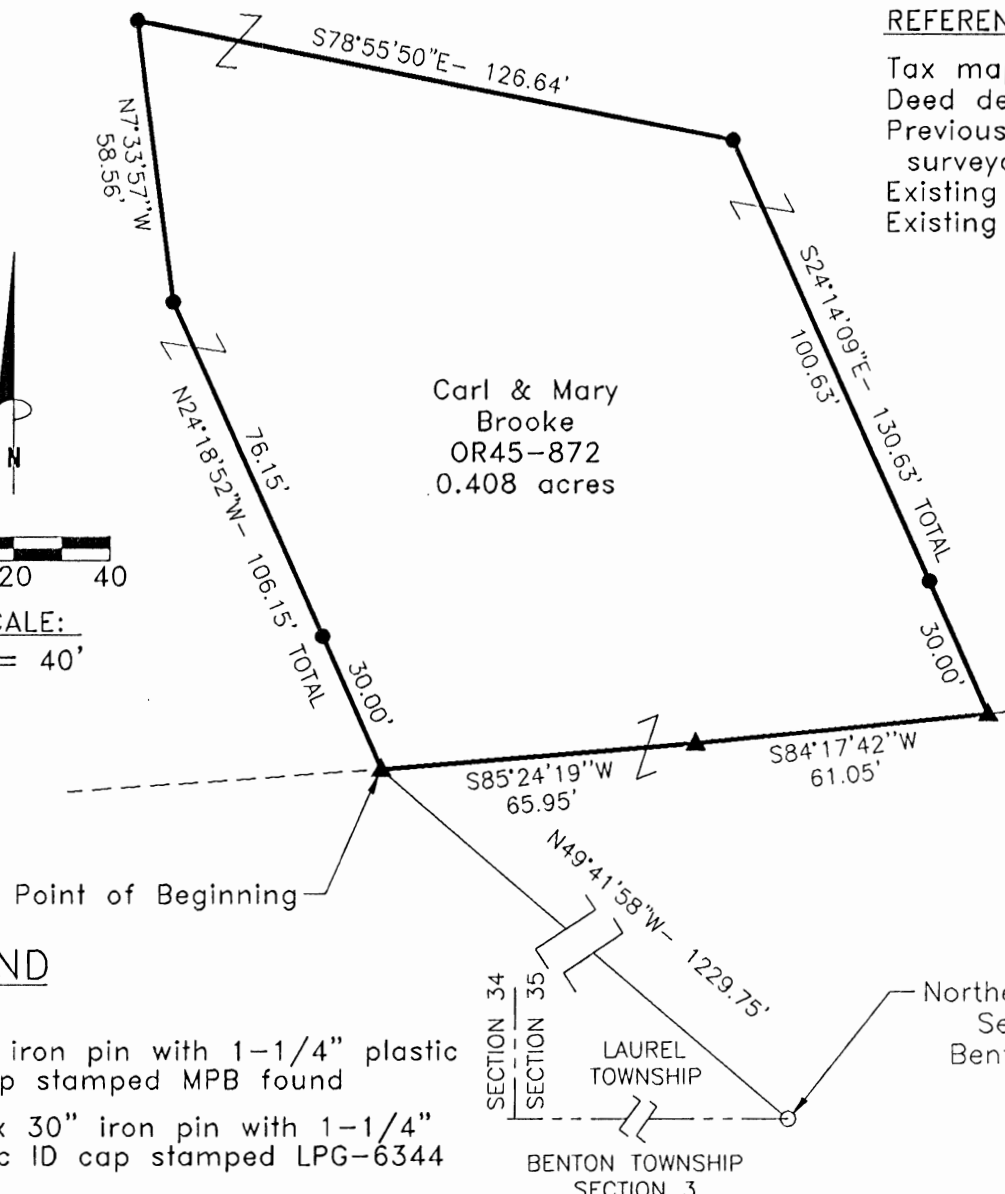 REFEREN
Tax ma
Deed de
Previous
surveyo
Existing
Existing
S78°55'50"E- 126.64'
N7°33'57"W
58.56'
S24°14'09"E- 130.63' TOTAL
100.63'
30.00'
Carl & Mary
Brooke
OR45-872
0.408 acres
N24°18'52"W- 106.15' TOTAL
76.15'
30.00'
N
20 40
CALE:
= 40'
S85°24'19"W
65.95'
S84°17'42"W
61.05'
N49°41'58"W- 1229.75'
Point of Beginning
ND
iron pin with 1-1/4" plastic
p stamped MPB found
x 30" iron pin with 1-1/4"
c ID cap stamped LPG-6344
SECTION 34
SECTION 35
LAUREL
TOWNSHIP
BENTON TOWNSHIP
SECTION 3
Northe
Se
Bent